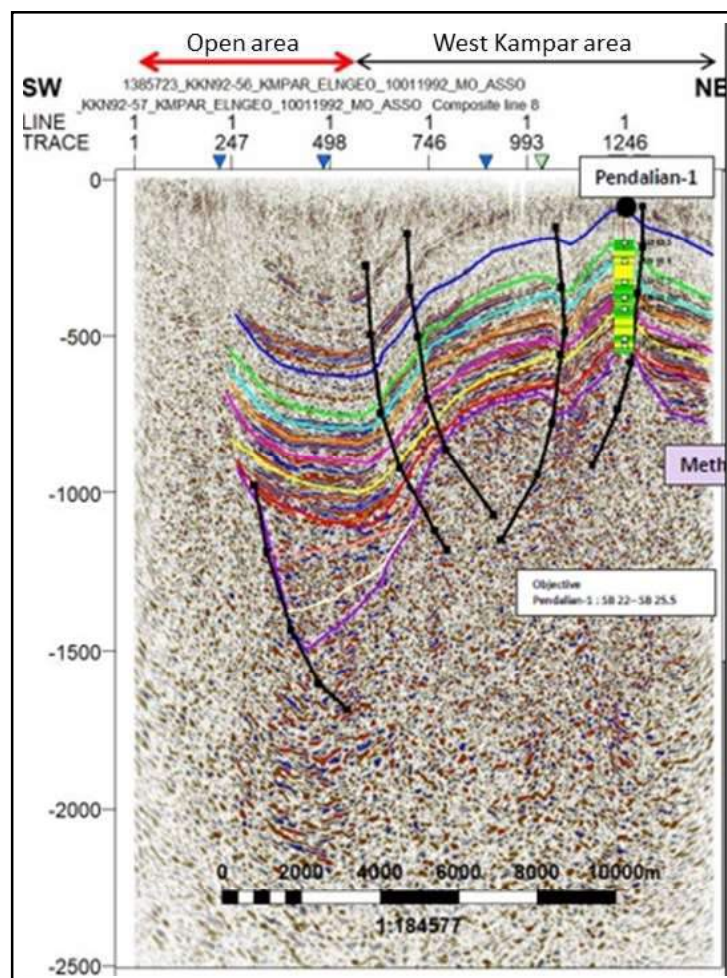 Open area
West Kampar area
SW
NE
1385723_KKN92-56_KMPAR_ELNGEO_10011992_MO_ASSO
_KKN92-57_KMPAR_ELNGEO_10011992_MO_ASSO Composite line 8
LINE 1 1 1 1 1 1
TRACE 1 247 498 746 993 1246
Pendalian-1
0
-500
-1000
Meth
Objective
Pendalian-1 : SB 22– SB 25.5
-1500
-2000
0 2000 4000 6000 8000 10000m
1:184577
-2500